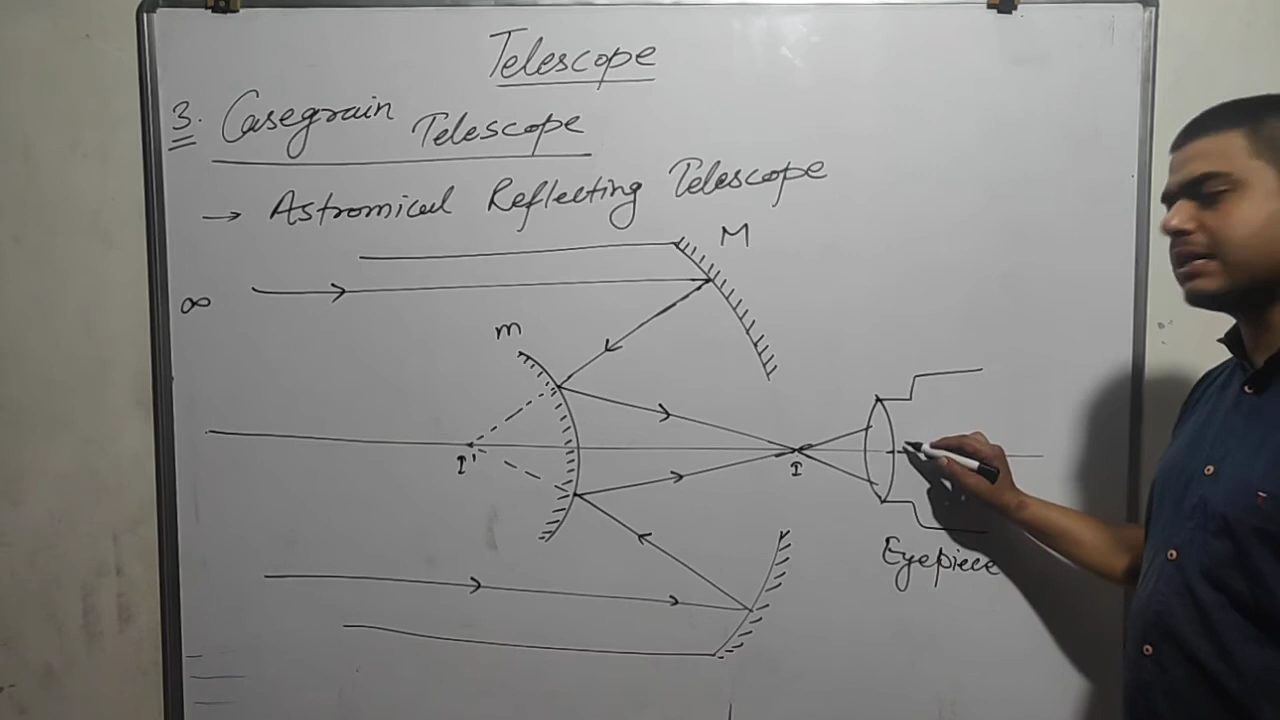 Telescope
3. Casegrain Telescope
→ Astromical Reflecting Telescope
M
∞
m
I'
I
Eyepiece